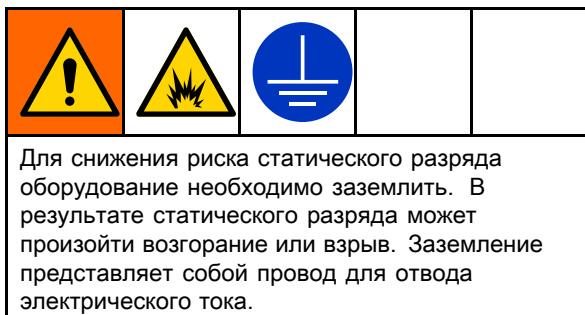 Для снижения риска статического разряда
оборудование необходимо заземлить. В
результате статического разряда может
произойти возгорание или взрыв. Заземление
представляет собой провод для отвода
электрического тока.